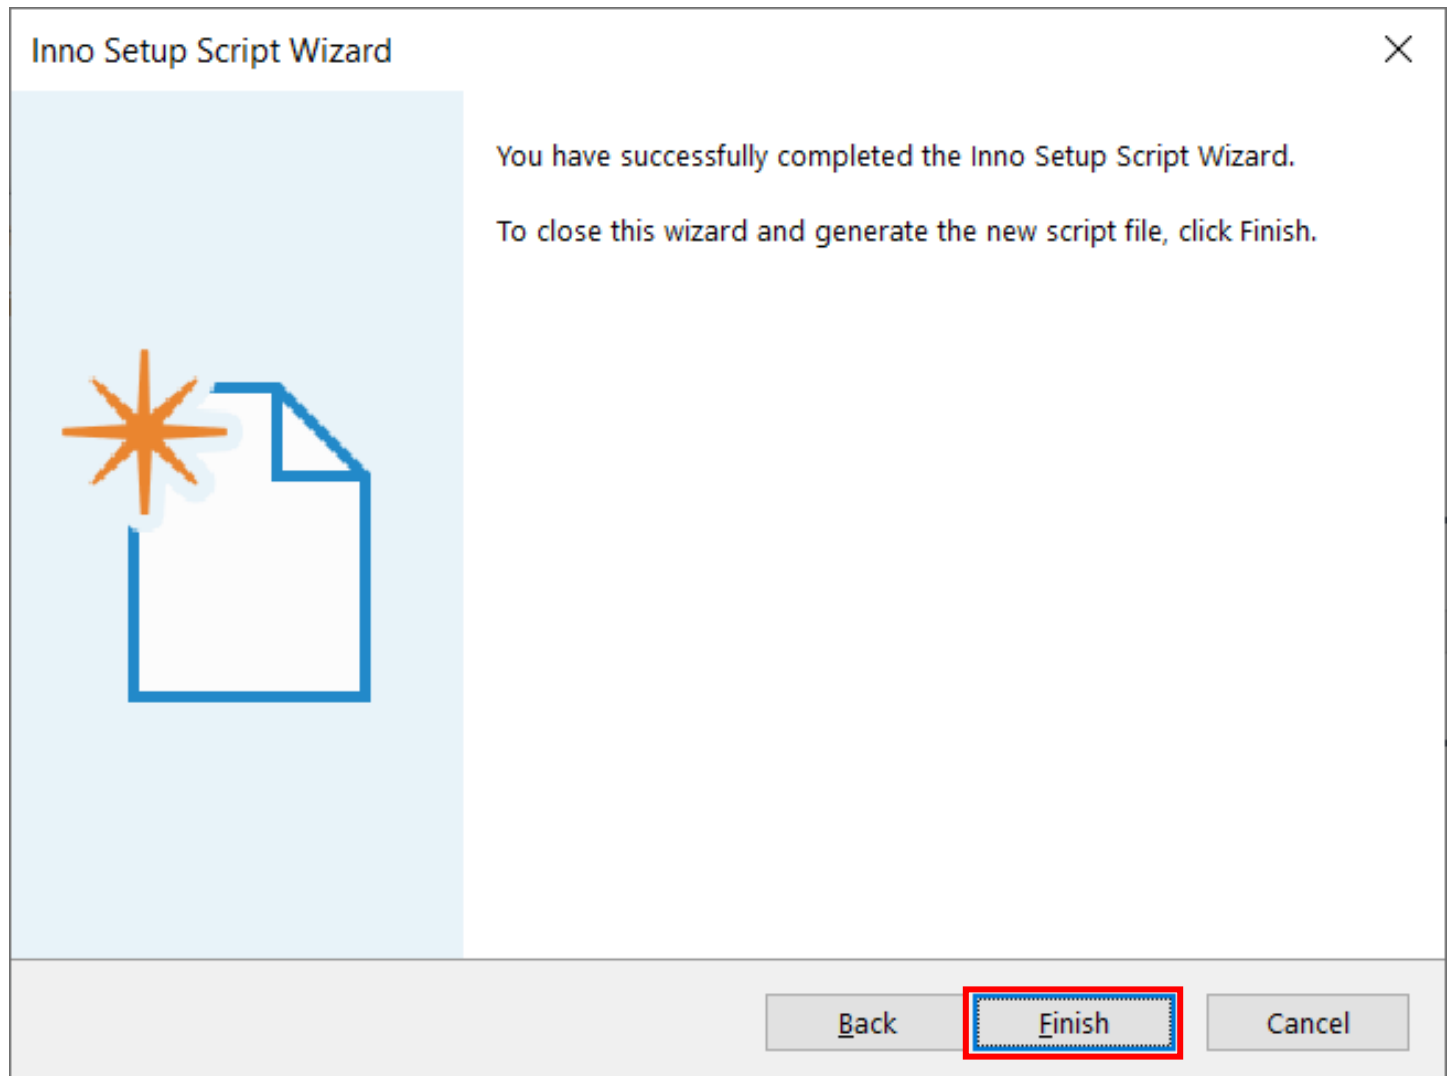 Inno Setup Script Wizard
You have successfully completed the Inno Setup Script Wizard.
To close this wizard and generate the new script file, click Finish.
Back
Finish
Cancel